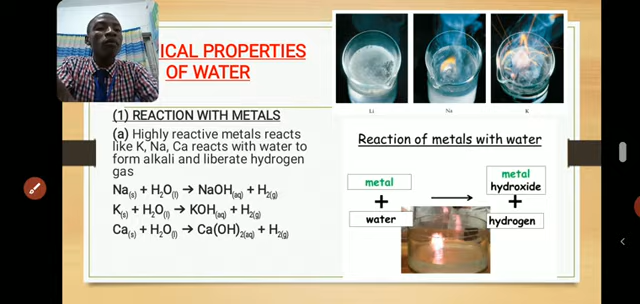 ICAL PROPERTIES
OF WATER
(1) REACTION WITH METALS
(a) Highly reactive metals reacts
like K, Na, Ca reacts with water to
form alkali and liberate hydrogen
gas
Na(s) + H2O(l) → NaOH(aq) + H2(g)
K(s) + H2O(l) → KOH(aq) + H2(g)
Ca(s) + H2O(l) → Ca(OH)2(aq) + H2(g)
Li Na K
Reaction of metals with water
metal
+
water
metal
hydroxide
+
hydrogen